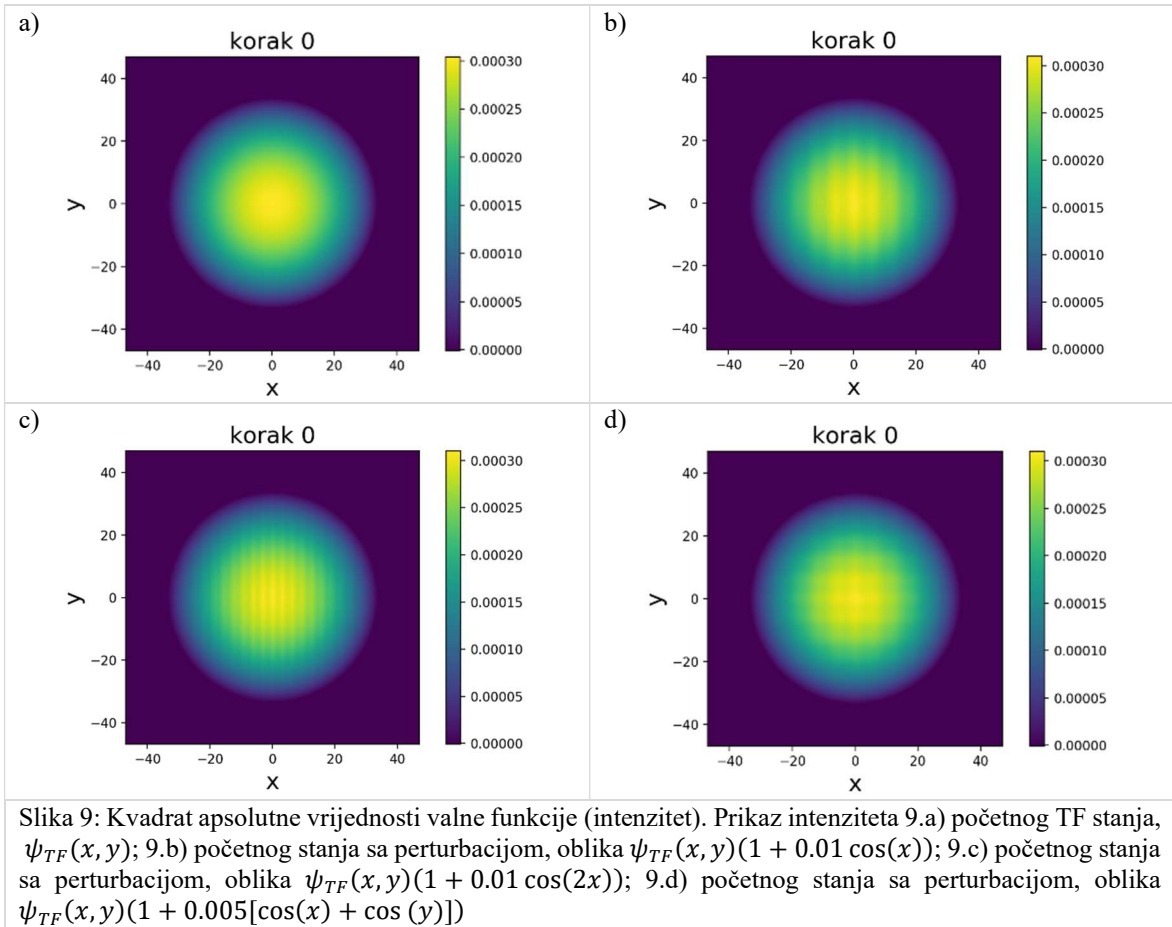 a)
korak 0
40
20
0
−20
−40
y
−40 −20 0 20 40
x
0.00030
0.00025
0.00020
0.00015
0.00010
0.00005
0.00000
b)
korak 0
40
20
0
−20
−40
y
−40 −20 0 20 40
x
0.00030
0.00025
0.00020
0.00015
0.00010
0.00005
0.00000
c)
korak 0
40
20
0
−20
−40
y
−40 −20 0 20 40
x
0.00030
0.00025
0.00020
0.00015
0.00010
0.00005
0.00000
d)
korak 0
40
20
0
−20
−40
y
−40 −20 0 20 40
x
0.00030
0.00025
0.00020
0.00015
0.00010
0.00005
0.00000
Slika 9: Kvadrat apsolutne vrijednosti valne funkcije (intenzitet). Prikaz intenziteta 9.a) početnog TF stanja,
𝜓𝑇𝐹(𝑥, 𝑦); 9.b) početnog stanja sa perturbacijom, oblika 𝜓𝑇𝐹(𝑥, 𝑦)(1 + 0.01 cos(𝑥)); 9.c) početnog stanja
sa perturbacijom, oblika 𝜓𝑇𝐹(𝑥, 𝑦)(1 + 0.01 cos(2𝑥)); 9.d) početnog stanja sa perturbacijom, oblika
𝜓𝑇𝐹(𝑥, 𝑦)(1 + 0.005[cos(𝑥) + cos (𝑦)])